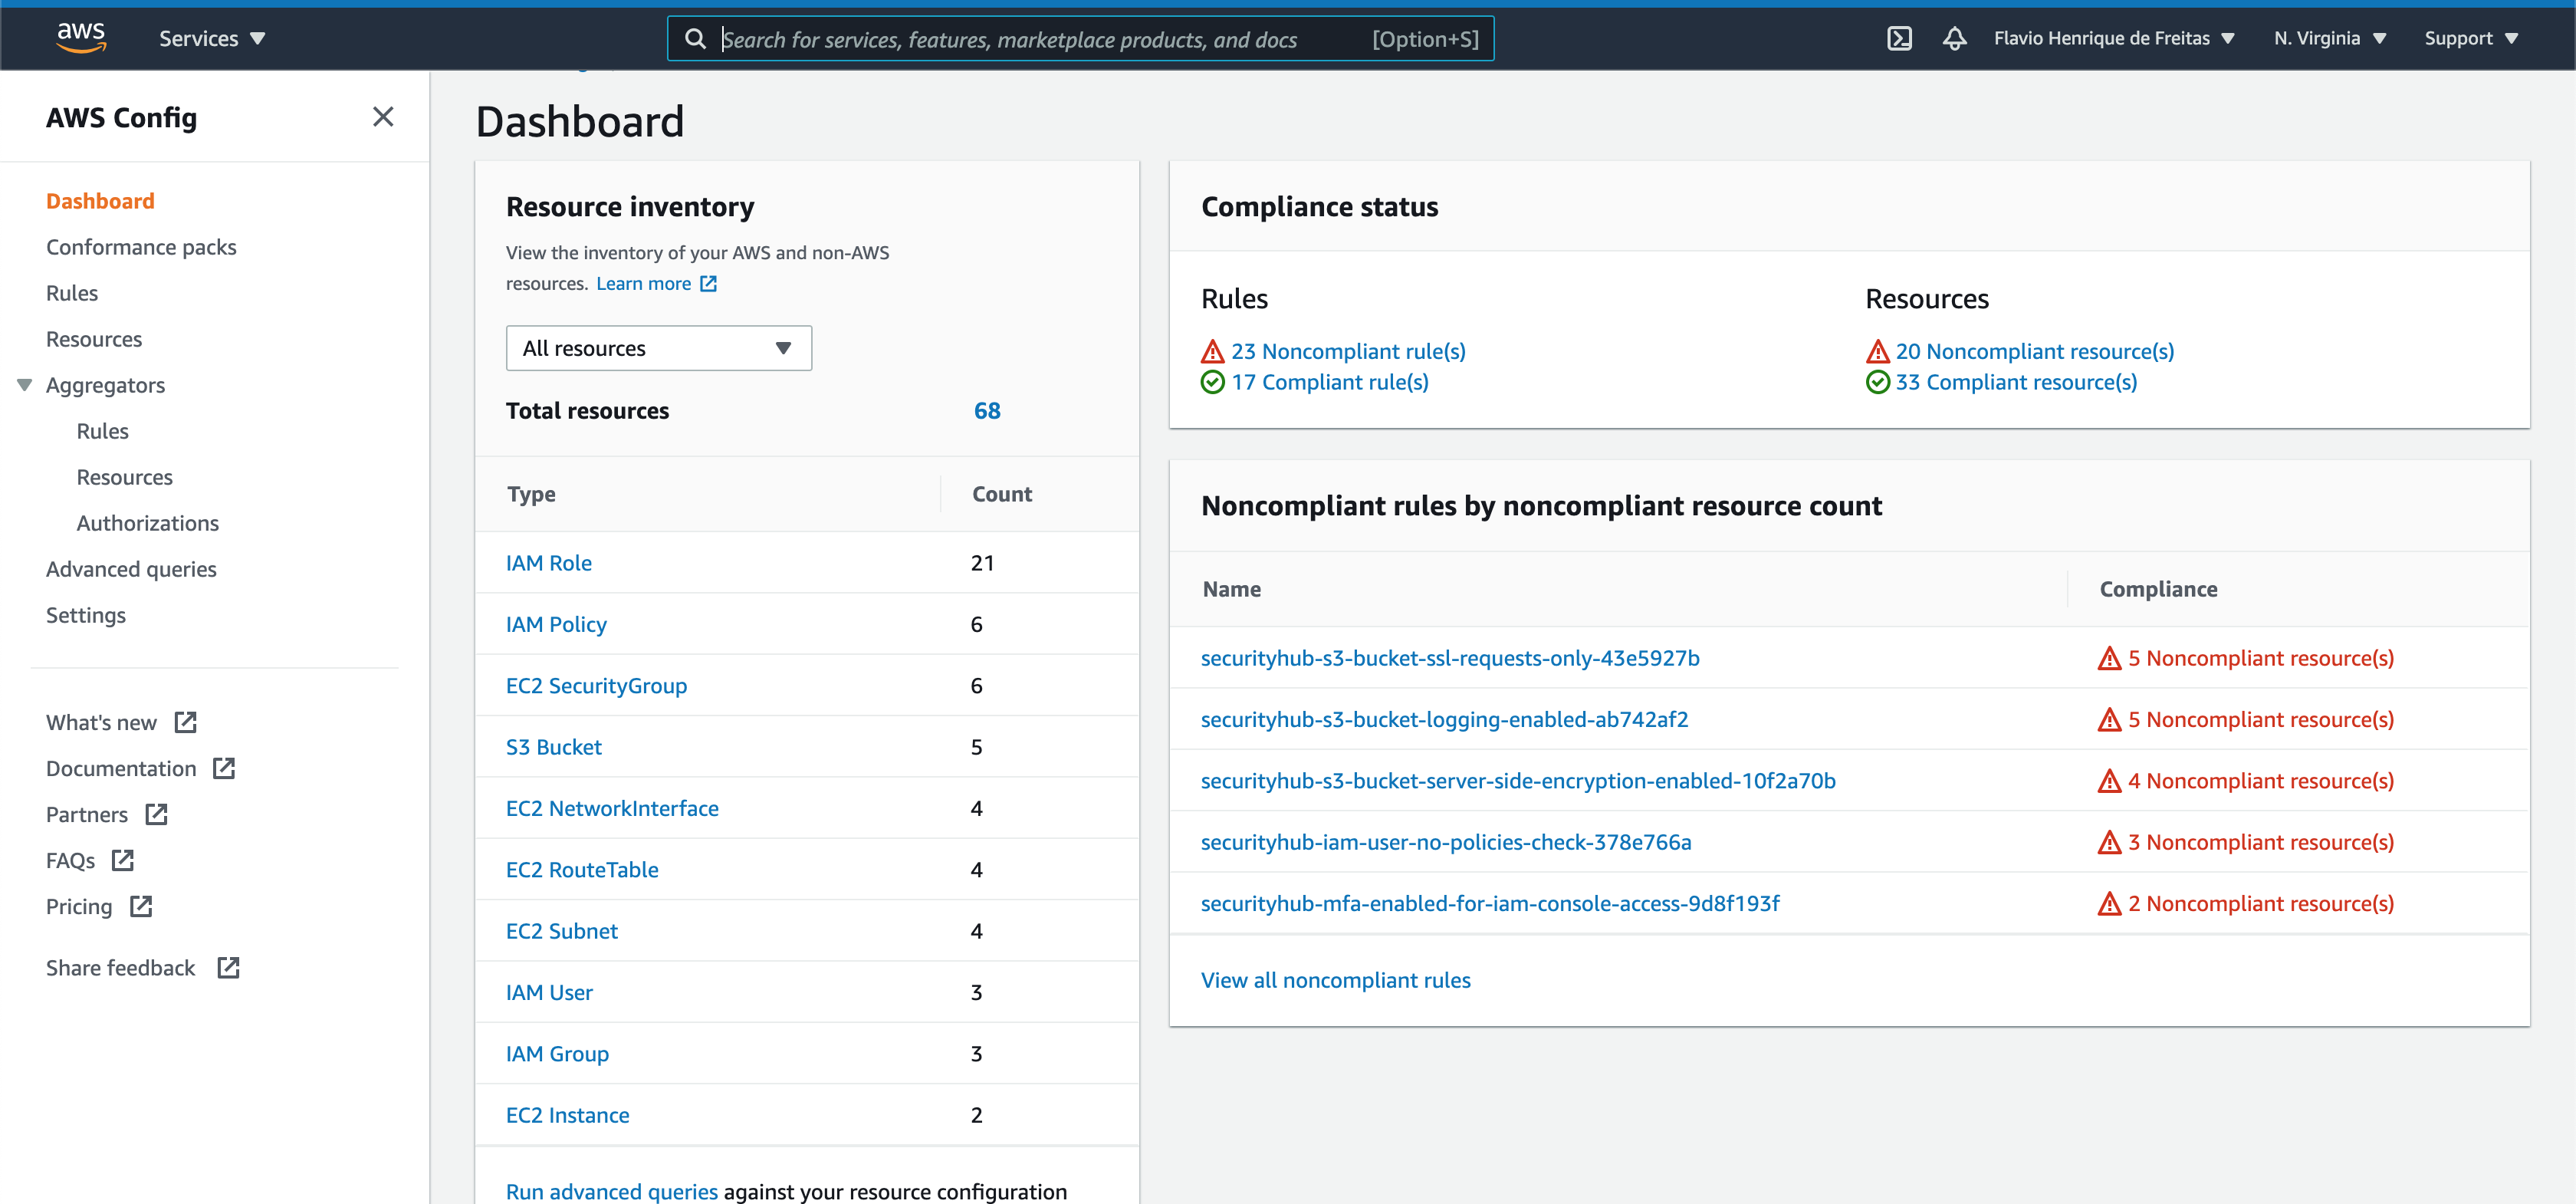 aws
Services
Search for services, features, marketplace products, and docs [Option+S]
Flavio Henrique de Freitas
N. Virginia
Support
AWS Config
Dashboard
Conformance packs
Rules
Resources
Aggregators
Rules
Resources
Authorizations
Advanced queries
Settings
What's new
Documentation
Partners
FAQs
Pricing
Share feedback
Dashboard
Resource inventory
View the inventory of your AWS and non-AWS
resources. Learn more
All resources
Total resources 68
Type Count
IAM Role 21
IAM Policy 6
EC2 SecurityGroup 6
S3 Bucket 5
EC2 NetworkInterface 4
EC2 RouteTable 4
EC2 Subnet 4
IAM User 3
IAM Group 3
EC2 Instance 2
Run advanced queries against your resource configuration
Compliance status
Rules
23 Noncompliant rule(s)
17 Compliant rule(s)
Resources
20 Noncompliant resource(s)
33 Compliant resource(s)
Noncompliant rules by noncompliant resource count
Name Compliance
securityhub-s3-bucket-ssl-requests-only-43e5927b 5 Noncompliant resource(s)
securityhub-s3-bucket-logging-enabled-ab742af2 5 Noncompliant resource(s)
securityhub-s3-bucket-server-side-encryption-enabled-10f2a70b 4 Noncompliant resource(s)
securityhub-iam-user-no-policies-check-378e766a 3 Noncompliant resource(s)
securityhub-mfa-enabled-for-iam-console-access-9d8f193f 2 Noncompliant resource(s)
View all noncompliant rules